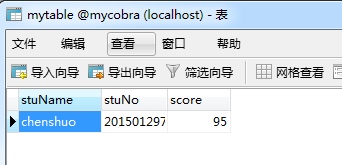 mytable @mycobra (localhost) - 表
文件 编辑 查看 窗口 帮助
导入向导 导出向导 筛选向导 网格查看
stuName stuNo score
chenshuo 201501297 95